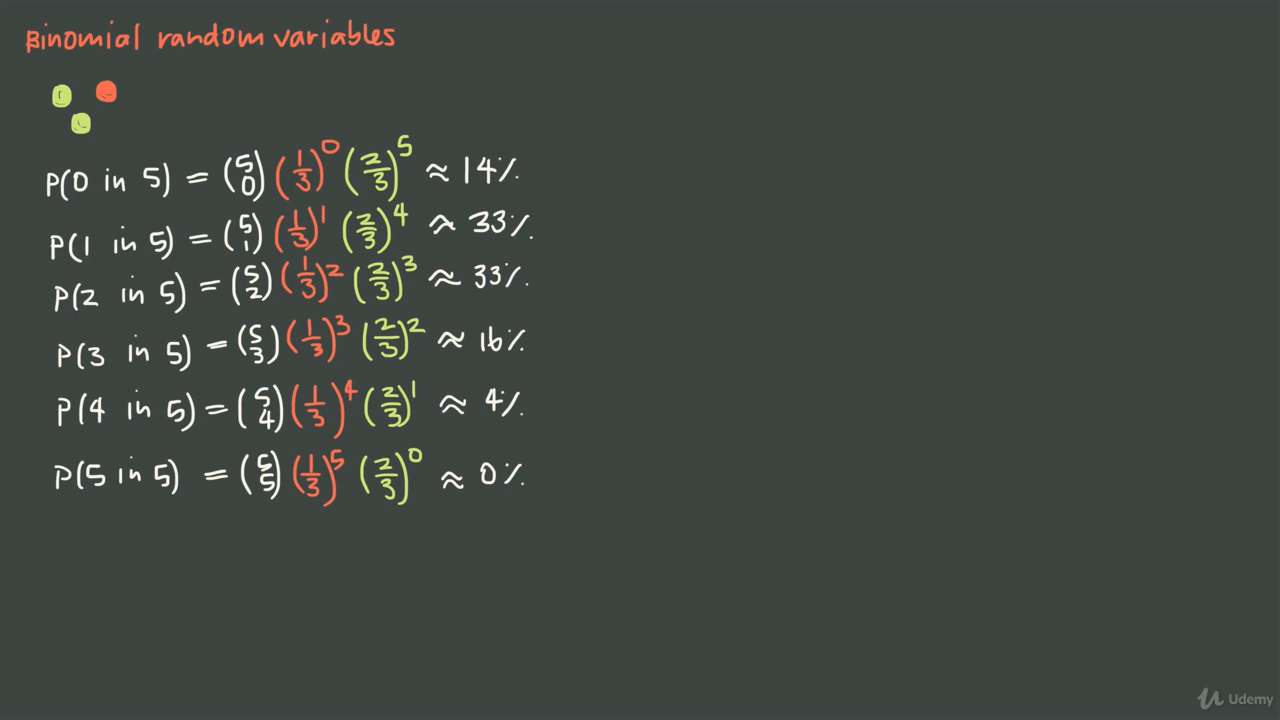 Binomial random variables
P(0 in 5) = (5 0) (1/3)^0 (2/3)^5 ≈ 14%
P(1 in 5) = (5 1) (1/3)^1 (2/3)^4 ≈ 33%
P(2 in 5) = (5 2) (1/3)^2 (2/3)^3 ≈ 33%
P(3 in 5) = (5 3) (1/3)^3 (2/3)^2 ≈ 16%
P(4 in 5) = (5 4) (1/3)^4 (2/3)^1 ≈ 4%
P(5 in 5) = (5 5) (1/3)^5 (2/3)^0 ≈ 0%
Udemy